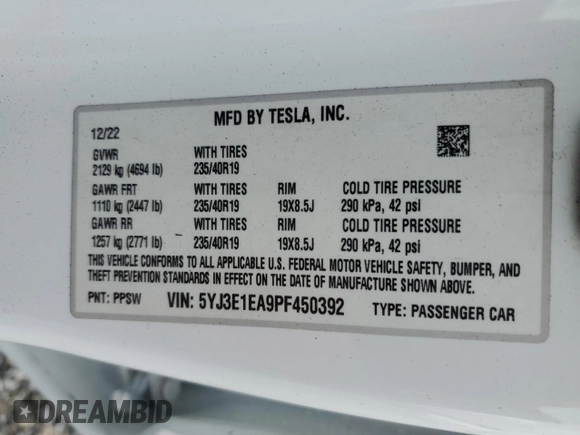 MFD BY TESLA, INC.
12/22
GVWR WITH TIRES
2129 kg (4694 lb) 235/40R19
GAWR FRT WITH TIRES RIM COLD TIRE PRESSURE
1110 kg (2447 lb) 235/40R19 19X8.5J 290 kPa, 42 psi
GAWR RR WITH TIRES RIM COLD TIRE PRESSURE
1257 kg (2771 lb) 235/40R19 19X8.5J 290 kPa, 42 psi
THIS VEHICLE CONFORMS TO ALL APPLICABLE U.S. FEDERAL MOTOR VEHICLE SAFETY, BUMPER, AND
THEFT PREVENTION STANDARDS IN EFFECT ON THE DATE OF MANUFACTURE SHOWN ABOVE.
PNT: PPSW VIN: 5YJ3E1EA9PF450392 TYPE: PASSENGER CAR
DREAMBID